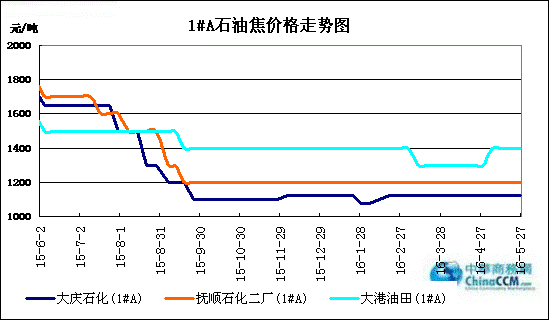 1#A石油焦价格走势图
元/吨
2000
1800
1600
1400
1200
1000
15-6-2
15-7-2
15-8-1
15-8-31
15-9-30
15-10-30
15-11-29
15-12-29
16-1-28
16-2-27
16-3-28
16-4-27
16-5-27
中华商务网
ChinaCCM.com
China Commodity Marketplace
大庆石化(1#A)
抚顺石化二厂(1#A)
大港油田(1#A)